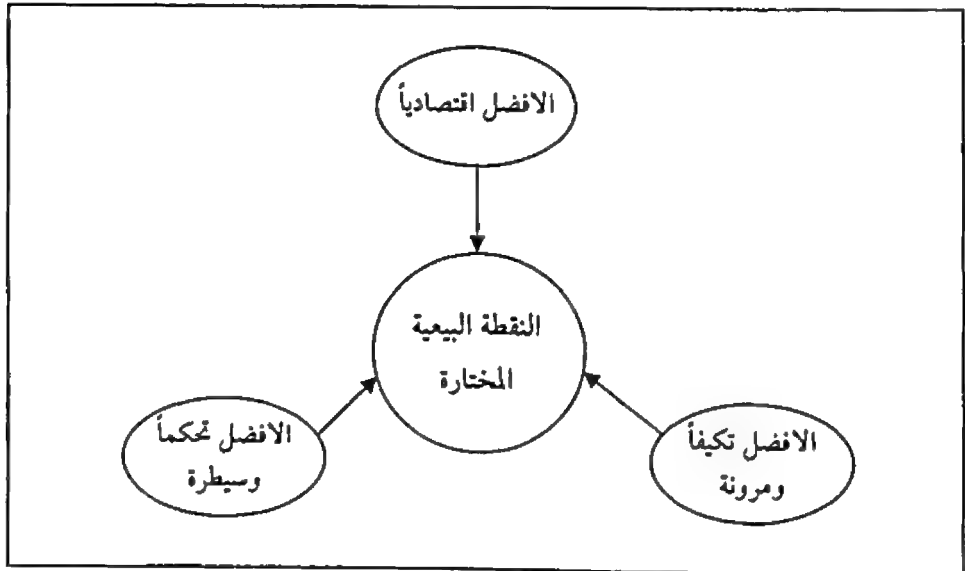 الافضل اقتصادياً
النقطة البيعية
المختارة
الافضل تكيفاً
ومرونة
الافضل تحكماً
وسيطرة